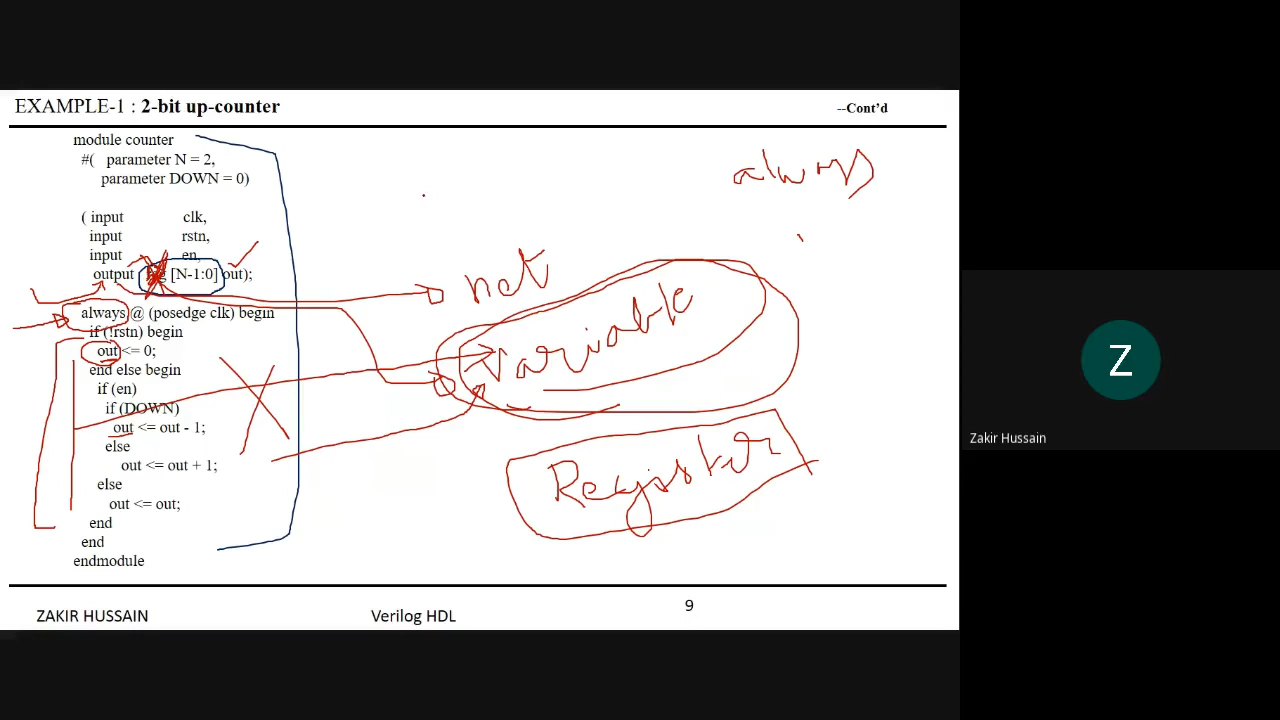 EXAMPLE-1 : 2-bit up-counter
--Cont'd
module counter
#( parameter N = 2,
parameter DOWN = 0)
( input clk,
input rstn,
input en,
output [N-1:0] out);
always @ (posedge clk) begin
if (!rstn) begin
out <= 0;
end else begin
if (en)
if (DOWN)
out <= out - 1;
else
out <= out + 1;
else
out <= out;
end
end
endmodule
always
net
Variable
Register
ZAKIR HUSSAIN
Verilog HDL
9
Z
Zakir Hussain